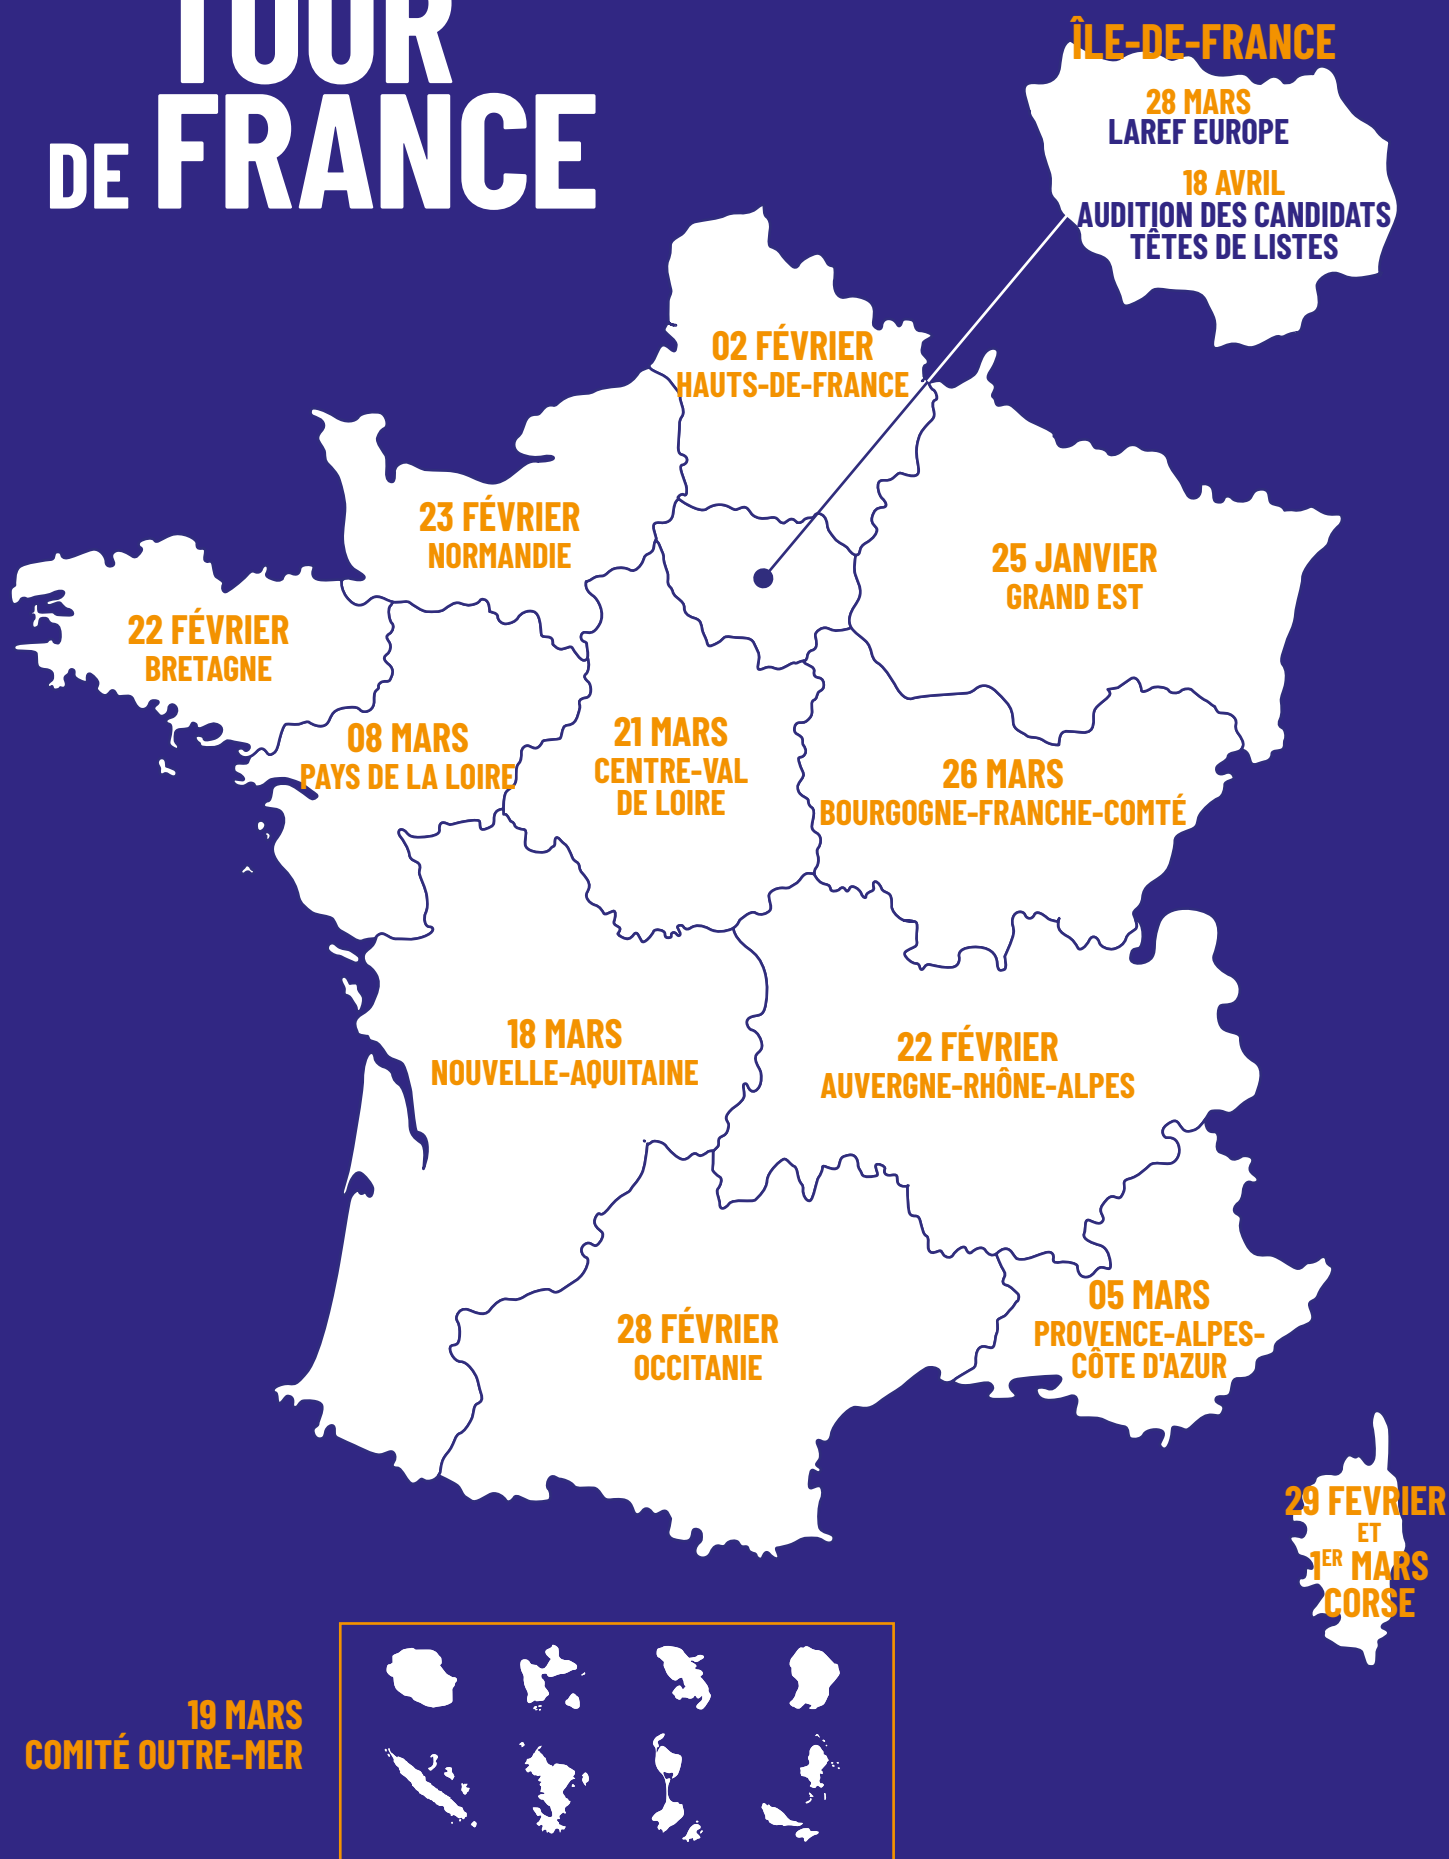 TOUR
DE FRANCE
ÎLE-DE-FRANCE
28 MARS
LAREF EUROPE
18 AVRIL
AUDITION DES CANDIDATS
TÊTES DE LISTES
02 FÉVRIER
HAUTS-DE-FRANCE
23 FÉVRIER
NORMANDIE
25 JANVIER
GRAND EST
22 FÉVRIER
BRETAGNE
08 MARS
PAYS DE LA LOIRE
21 MARS
CENTRE-VAL
DE LOIRE
26 MARS
BOURGOGNE-FRANCHE-COMTÉ
18 MARS
NOUVELLE-AQUITAINE
22 FÉVRIER
AUVERGNE-RHÔNE-ALPES
28 FÉVRIER
OCCITANIE
05 MARS
PROVENCE-ALPES-
CÔTE D'AZUR
29 FEVRIER
ET
1ER MARS
CORSE
19 MARS
COMITÉ OUTRE-MER